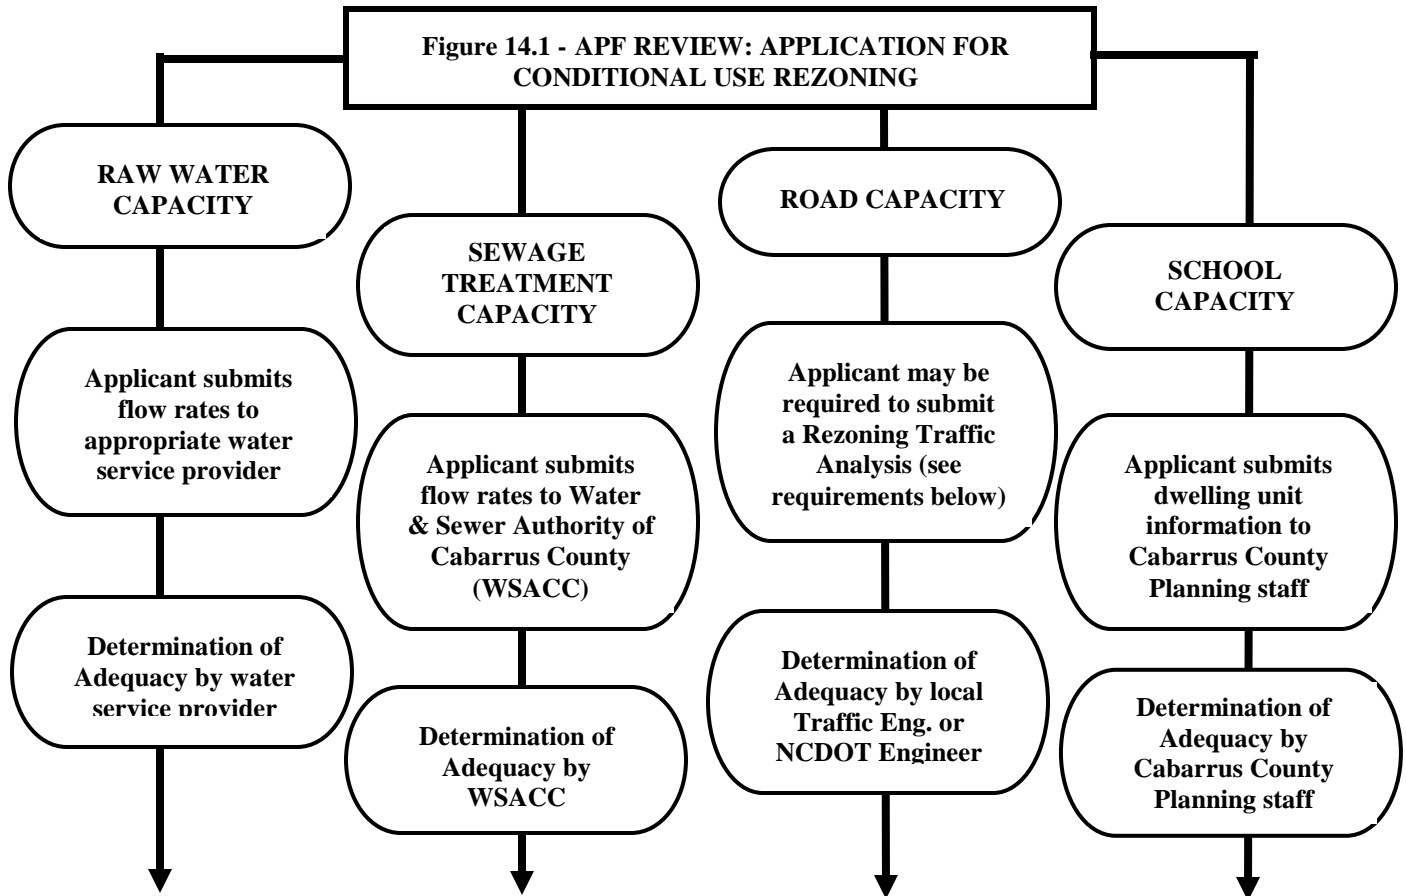 Figure 14.1 - APF REVIEW: APPLICATION FOR
CONDITIONAL USE REZONING
RAW WATER
CAPACITY
Applicant submits
flow rates to
appropriate water
service provider
Determination of
Adequacy by water
service provider
SEWAGE
TREATMENT
CAPACITY
Applicant submits
flow rates to Water
& Sewer Authority of
Cabarrus County
(WSACC)
Determination of
Adequacy by
WSACC
ROAD CAPACITY
Applicant may be
required to submit
a Rezoning Traffic
Analysis (see
requirements below)
Determination of
Adequacy by local
Traffic Eng. or
NCDOT Engineer
SCHOOL
CAPACITY
Applicant submits
dwelling unit
information to
Cabarrus County
Planning staff
Determination of
Adequacy by
Cabarrus County
Planning staff